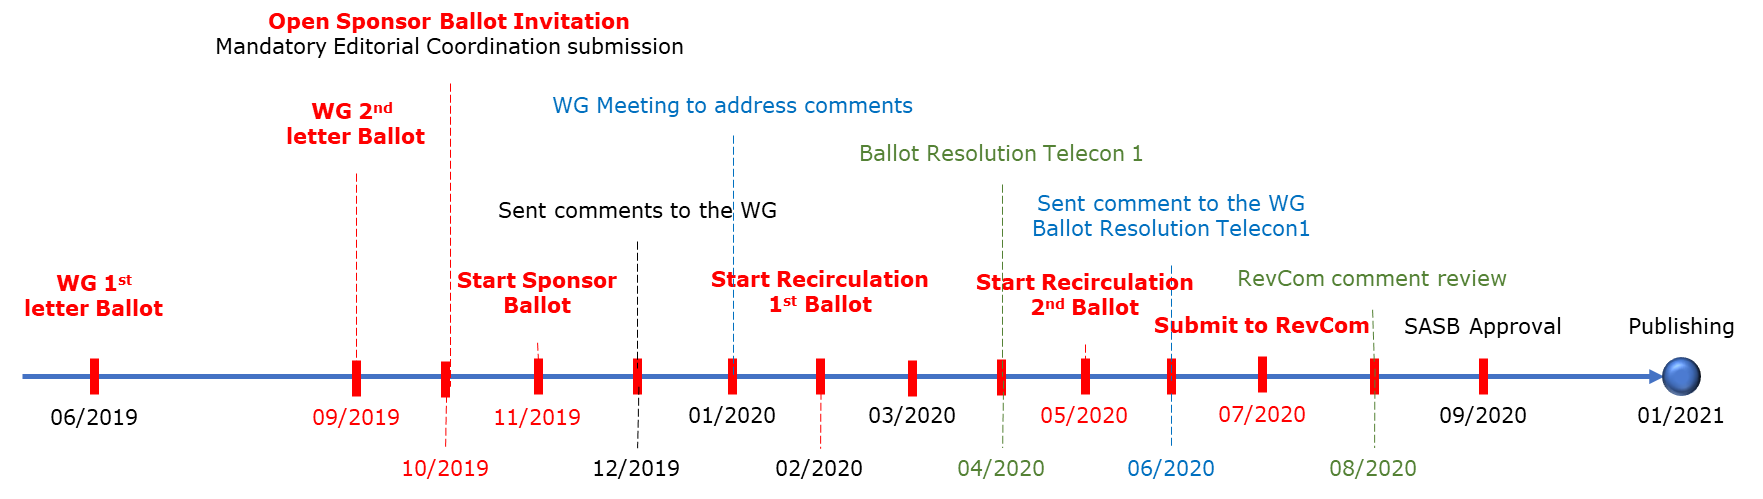 Open Sponsor Ballot Invitation
Mandatory Editorial Coordination submission
WG 2nd
letter Ballot
WG Meeting to address comments
Ballot Resolution Telecon 1
Sent comments to the WG
Sent comment to the WG
Ballot Resolution Telecon1
WG 1st
letter Ballot
Start Sponsor
Ballot
Start Recirculation
1st Ballot
Start Recirculation
2nd Ballot
RevCom comment review
Submit to RevCom
SASB Approval
Publishing
06/2019
09/2019
11/2019
01/2020
03/2020
05/2020
07/2020
09/2020
01/2021
10/2019
12/2019
02/2020
04/2020
06/2020
08/2020